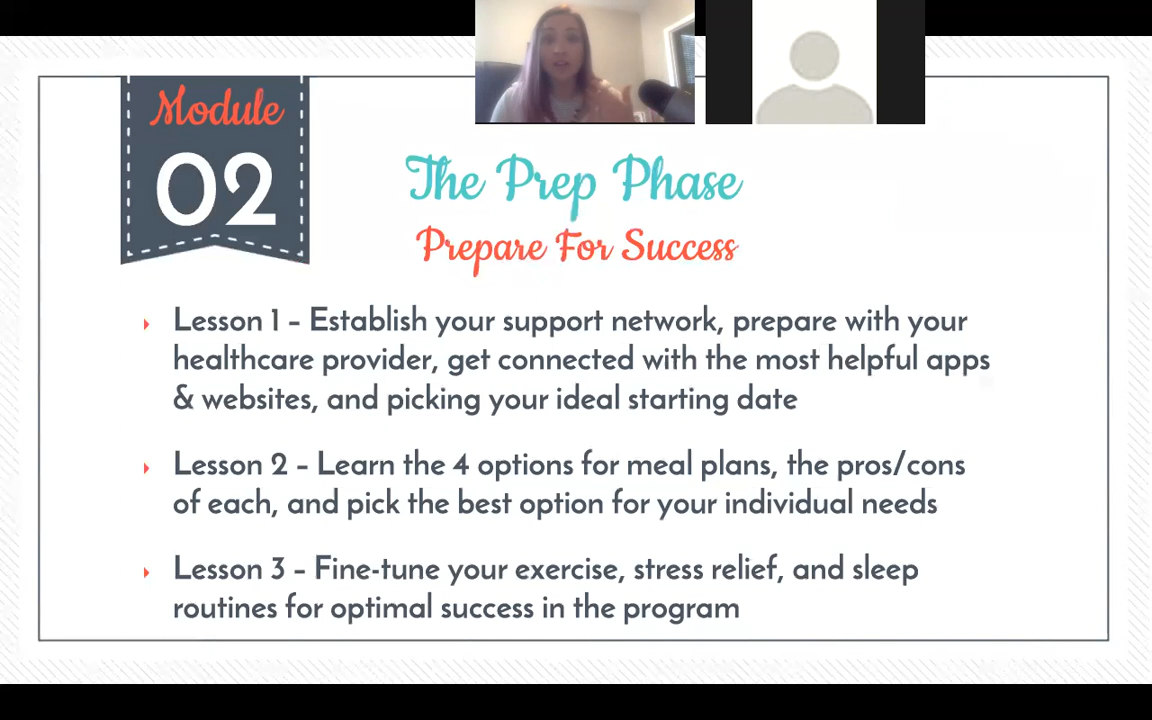 Module
02
The Prep Phase
Prepare For Success
Lesson 1 – Establish your support network, prepare with your
healthcare provider, get connected with the most helpful apps
& websites, and picking your ideal starting date
Lesson 2 – Learn the 4 options for meal plans, the pros/cons
of each, and pick the best option for your individual needs
Lesson 3 – Fine-tune your exercise, stress relief, and sleep
routines for optimal success in the program